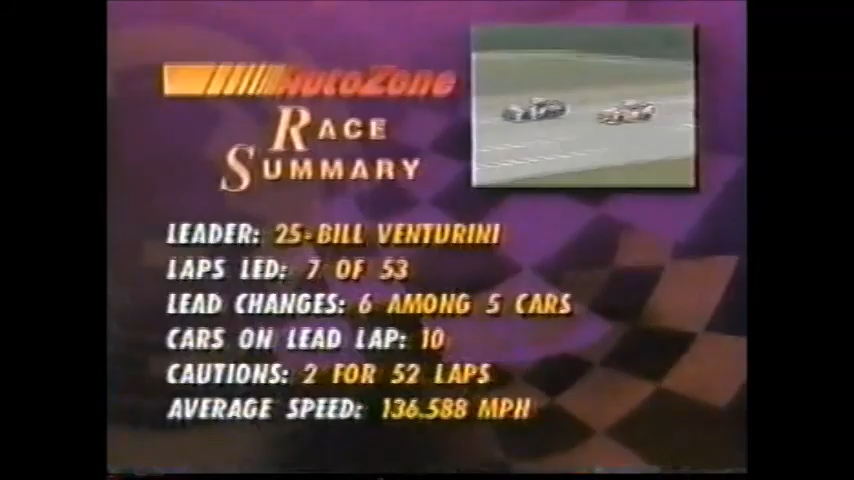 AutoZone
RACE
SUMMARY
LEADER: 25-BILL VENTURINI
LAPS LED: 7 OF 53
LEAD CHANGES: 6 AMONG 5 CARS
CARS ON LEAD LAP: 10
CAUTIONS: 2 FOR 52 LAPS
AVERAGE SPEED: 136.588 MPH